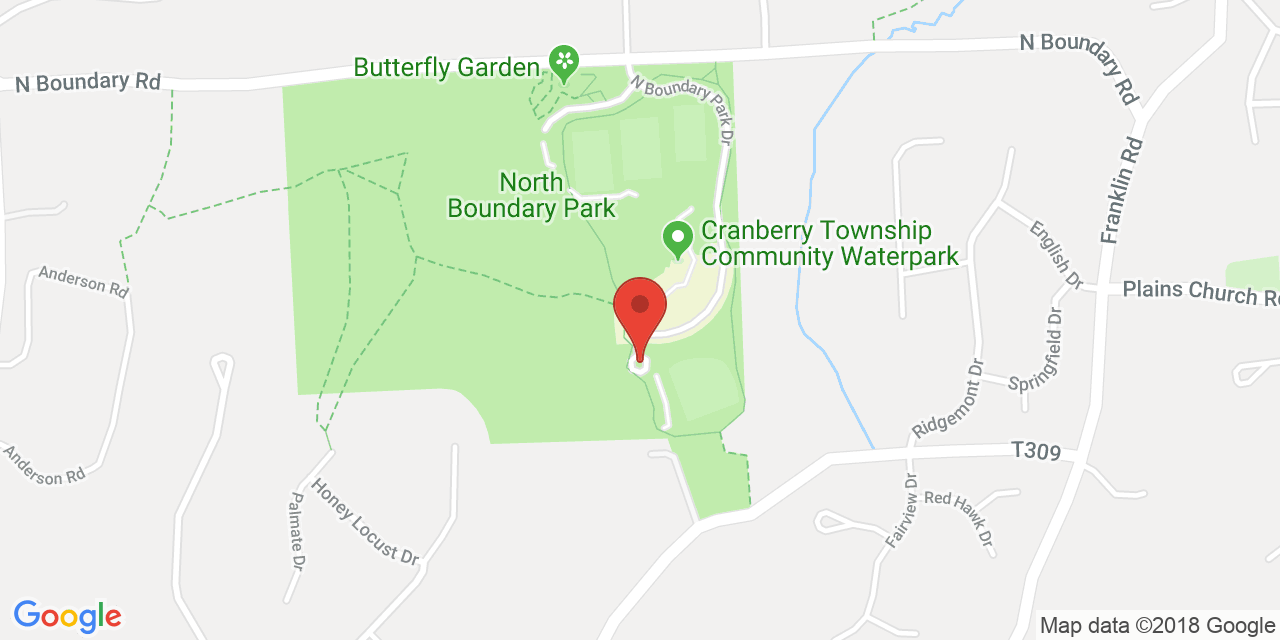 N Boundary Rd
Butterfly Garden
N Boundary Rd
N Boundary Park Dr
Franklin Rd
North
Boundary Park
Cranberry Township
Community Waterpark
English Dr
Anderson Rd
Plains Church Rd
Springfield Dr
Ridgemont Dr
T309
Anderson Rd
Honey Locust Dr
Palmate Dr
Fairview Dr
Red Hawk Dr
Google
Map data ©2018 Google